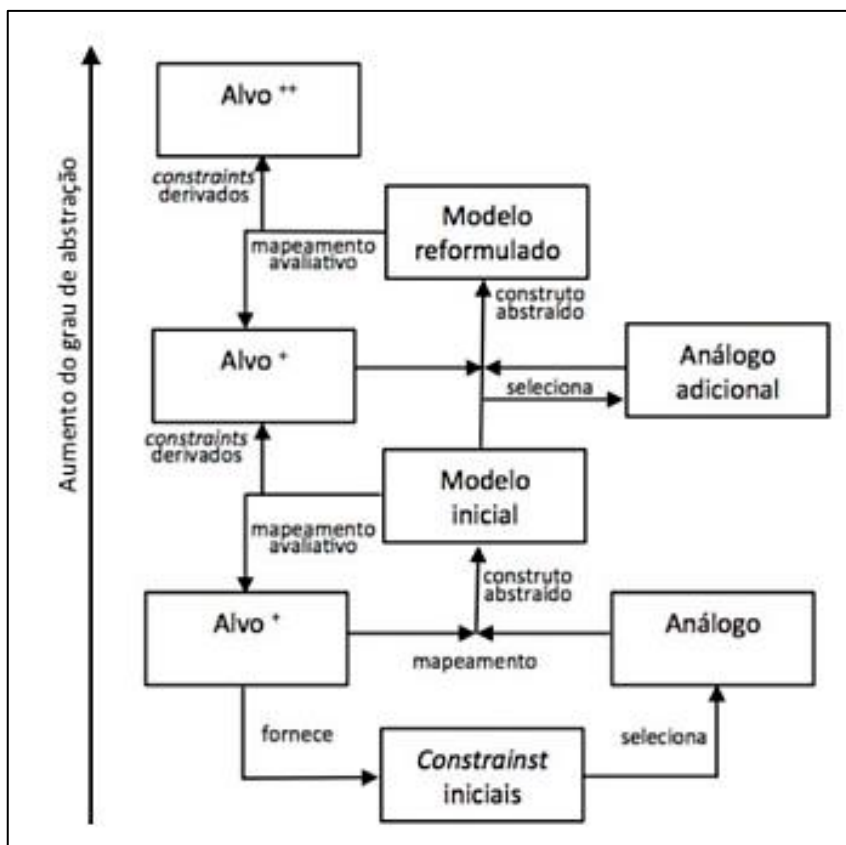 Aumento do grau de abstração
Alvo ++
constraints
derivados
Modelo
reformulado
mapeamento
avaliativo
construto
abstraído
Alvo +
Análogo
adicional
seleciona
constraints
derivados
Modelo
inicial
mapeamento
avaliativo
construto
abstraído
Alvo +
Análogo
mapeamento
fornece
seleciona
Constrainst
iniciais